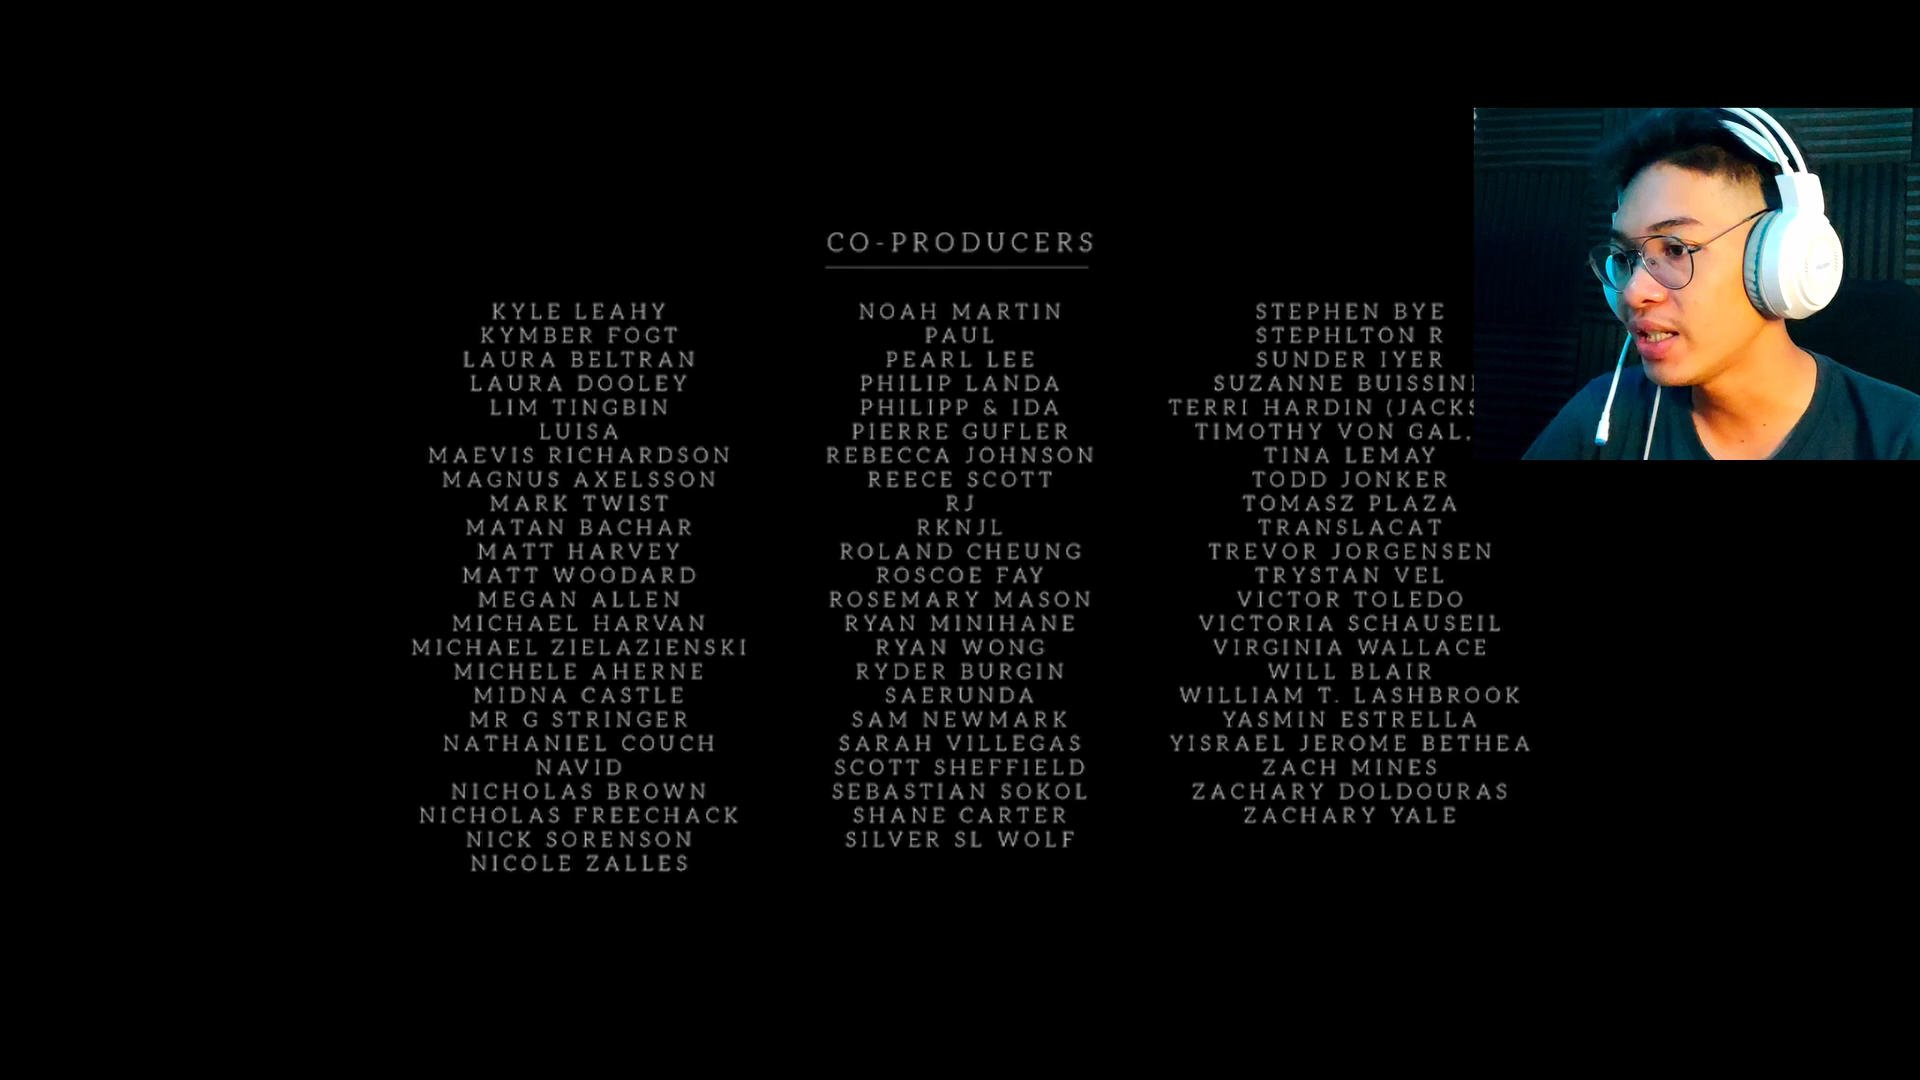 CO-PRODUCERS
KYLE LEAHY
KYMBER FOGT
LAURA BELTRAN
LAURA DOOLEY
LIM TINGBIN
LUISA
MAEVIS RICHARDSON
MAGNUS AXELSSON
MARK TWIST
MATAN BACHAR
MATT HARVEY
MATT WOODARD
MEGAN ALLEN
MICHAEL HARVAN
MICHAEL ZIELAZIENSKI
MICHELE AHERNE
MIDNA CASTLE
MR G STRINGER
NATHANIEL COUCH
NAVID
NICHOLAS BROWN
NICHOLAS FREECHACK
NICK SORENSON
NICOLE ZALLES
NOAH MARTIN
PAUL
PEARL LEE
PHILIP LANDA
PHILIPP & IDA
PIERRE GUFLER
REBECCA JOHNSON
REECE SCOTT
RJ
RKNJL
ROLAND CHEUNG
ROSCOE FAY
ROSEMARY MASON
RYAN MINIHANE
RYAN WONG
RYDER BURGIN
SAERUNDA
SAM NEWMARK
SARAH VILLEGAS
SCOTT SHEFFIELD
SEBASTIAN SOKOL
SHANE CARTER
SILVER SL WOLF
STEPHEN BYE
STEPHLTON R
SUNDER IYER
SUZANNE
TERRI HARDIN
TIMOTHY VON
TINA LEMAY
TODD JONKER
TOMASZ PLAZA
TRANSLACAT
TREVOR JORGENSEN
TRYSTAN VEL
VICTOR TOLEDO
VICTORIA SCHAUSEIL
VIRGINIA WALLACE
WILL BLAIR
WILLIAM T. LASHBROOK
YASMIN ESTRELLA
YISRAEL JEROME BETHEA
ZACH MINES
ZACHARY DOLDOURAS
ZACHARY YALE